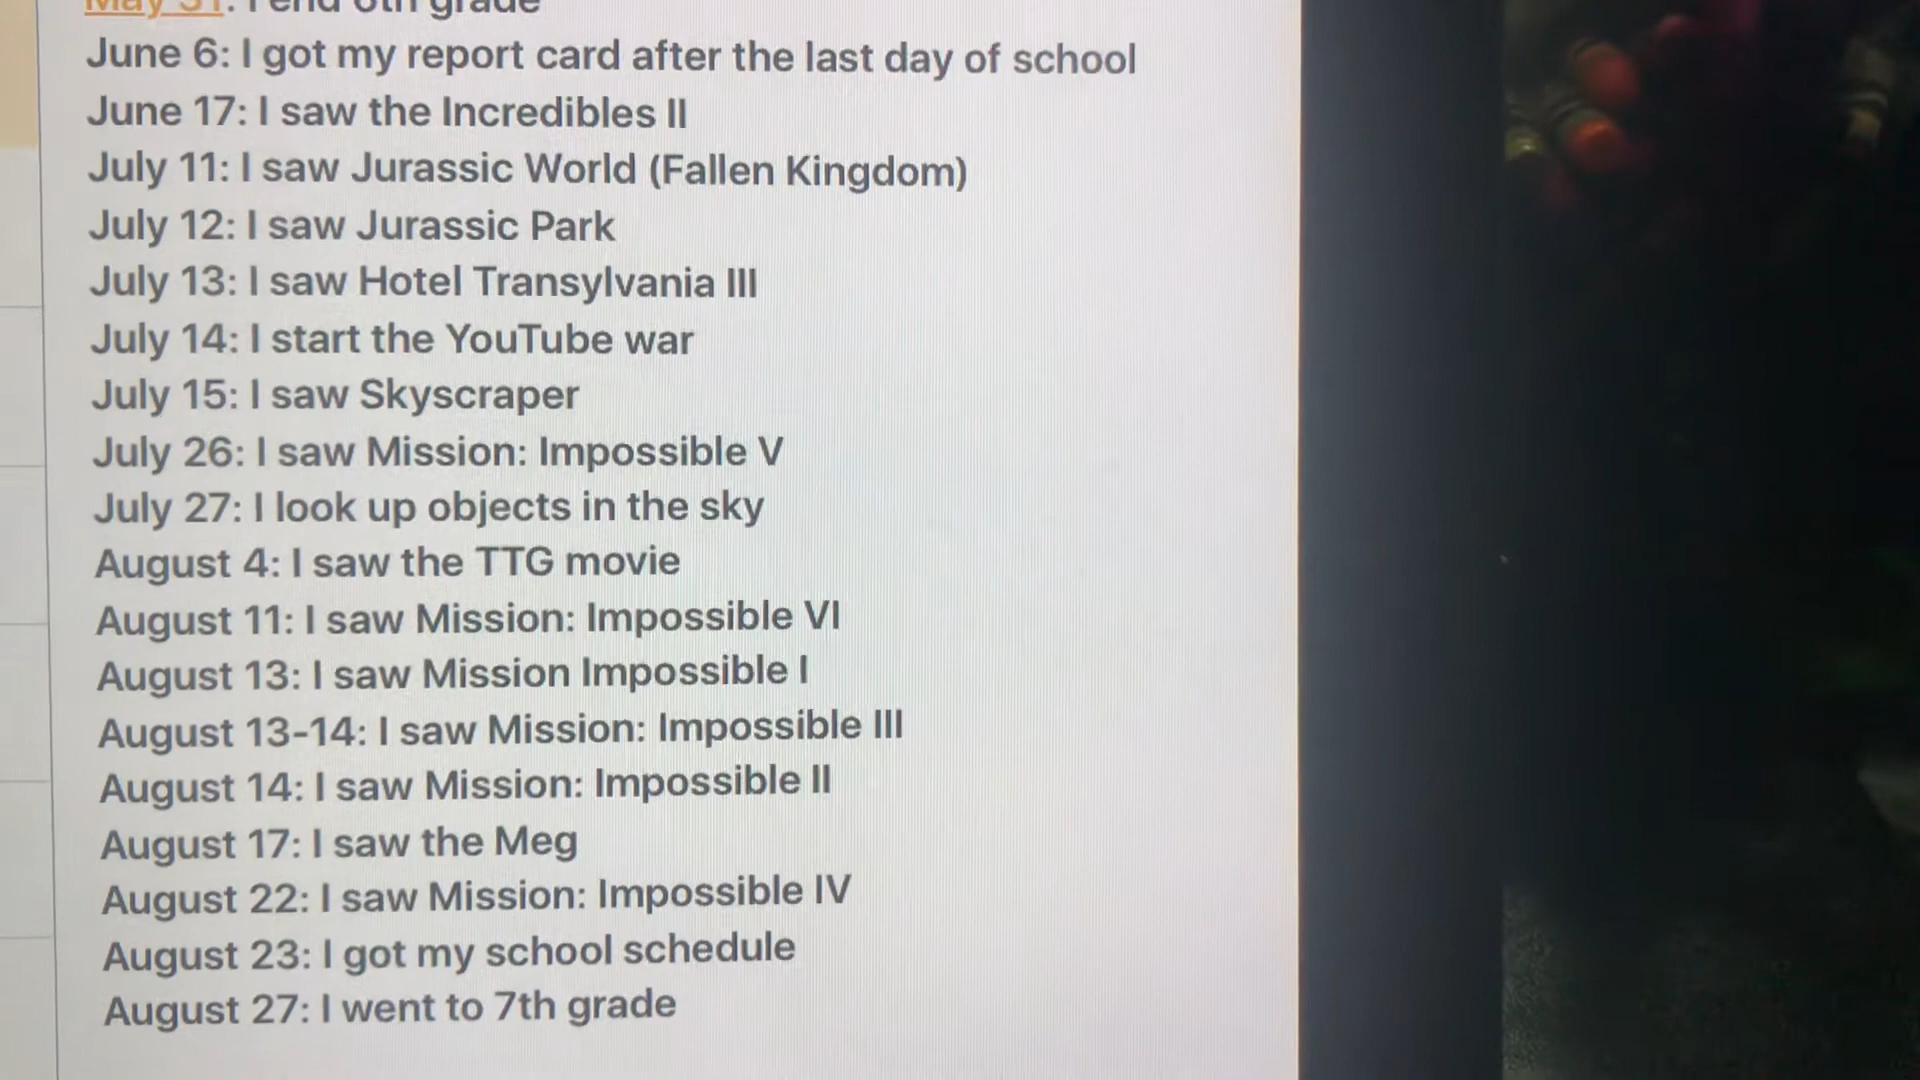 May 31: I end 6th grade
June 6: I got my report card after the last day of school
June 17: I saw the Incredibles II
July 11: I saw Jurassic World (Fallen Kingdom)
July 12: I saw Jurassic Park
July 13: I saw Hotel Transylvania III
July 14: I start the YouTube war
July 15: I saw Skyscraper
July 26: I saw Mission: Impossible V
July 27: I look up objects in the sky
August 4: I saw the TTG movie
August 11: I saw Mission: Impossible VI
August 13: I saw Mission Impossible I
August 13-14: I saw Mission: Impossible III
August 14: I saw Mission: Impossible II
August 17: I saw the Meg
August 22: I saw Mission: Impossible IV
August 23: I got my school schedule
August 27: I went to 7th grade